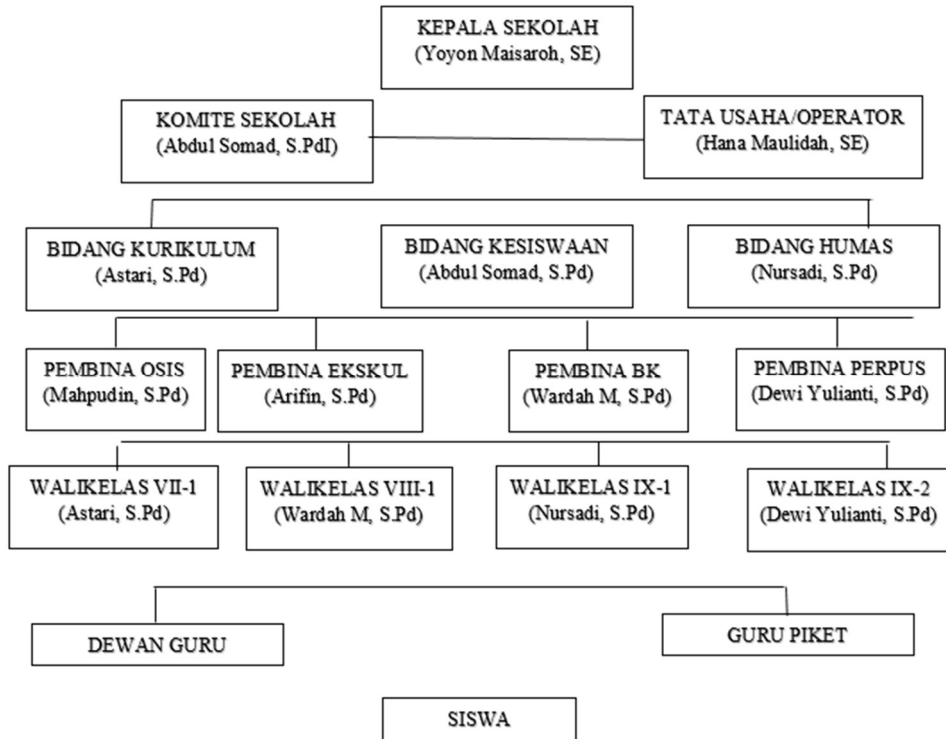 KEPALA SEKOLAH
(Yoyon Maisaroh, SE)
KOMITE SEKOLAH
(Abdul Somad, S.PdI)
TATA USAHA/OPERATOR
(Hana Maulidah, SE)
BIDANG KURIKULUM
(Astari, S.Pd)
BIDANG KESISWAAN
(Abdul Somad, S.Pd)
BIDANG HUMAS
(Nursadi, S.Pd)
PEMBINA OSIS
(Mahpudin, S.Pd)
PEMBINA EKSKUL
(Arifin, S.Pd)
PEMBINA BK
(Wardah M, S.Pd)
PEMBINA PERPUS
(Dewi Yulianti, S.Pd)
WALIKELAS VII-1
(Astari, S.Pd)
WALIKELAS VIII-1
(Wardah M, S.Pd)
WALIKELAS IX-1
(Nursadi, S.Pd)
WALIKELAS IX-2
(Dewi Yulianti, S.Pd)
DEWAN GURU
GURU PIKET
SISWA